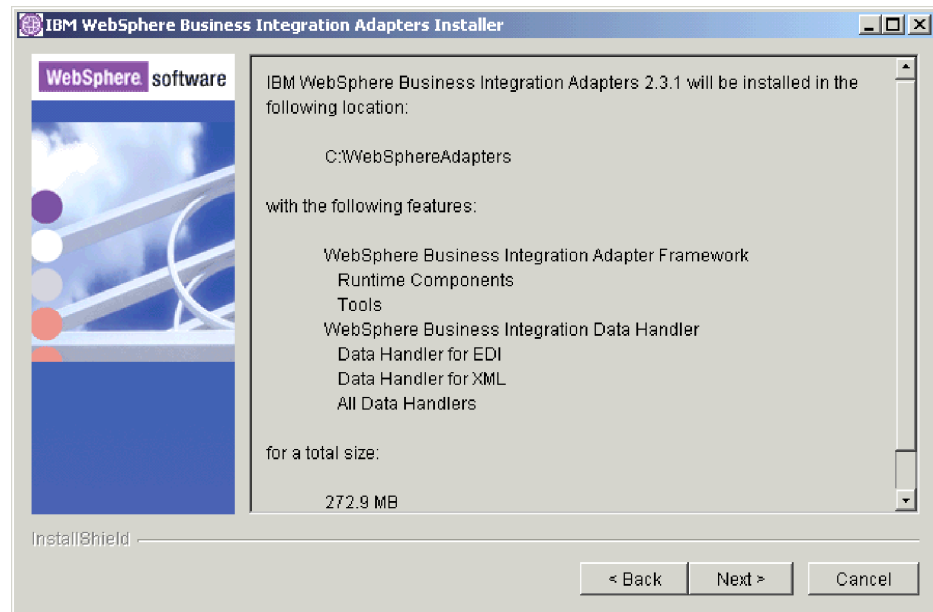 IBM WebSphere Business Integration Adapters Installer
WebSphere software
IBM WebSphere Business Integration Adapters 2.3.1 will be installed in the
following location:
C:\WebSphereAdapters
with the following features:
WebSphere Business Integration Adapter Framework
Runtime Components
Tools
WebSphere Business Integration Data Handler
Data Handler for EDI
Data Handler for XML
All Data Handlers
for a total size:
272.9 MB
InstallShield
< Back
Next >
Cancel